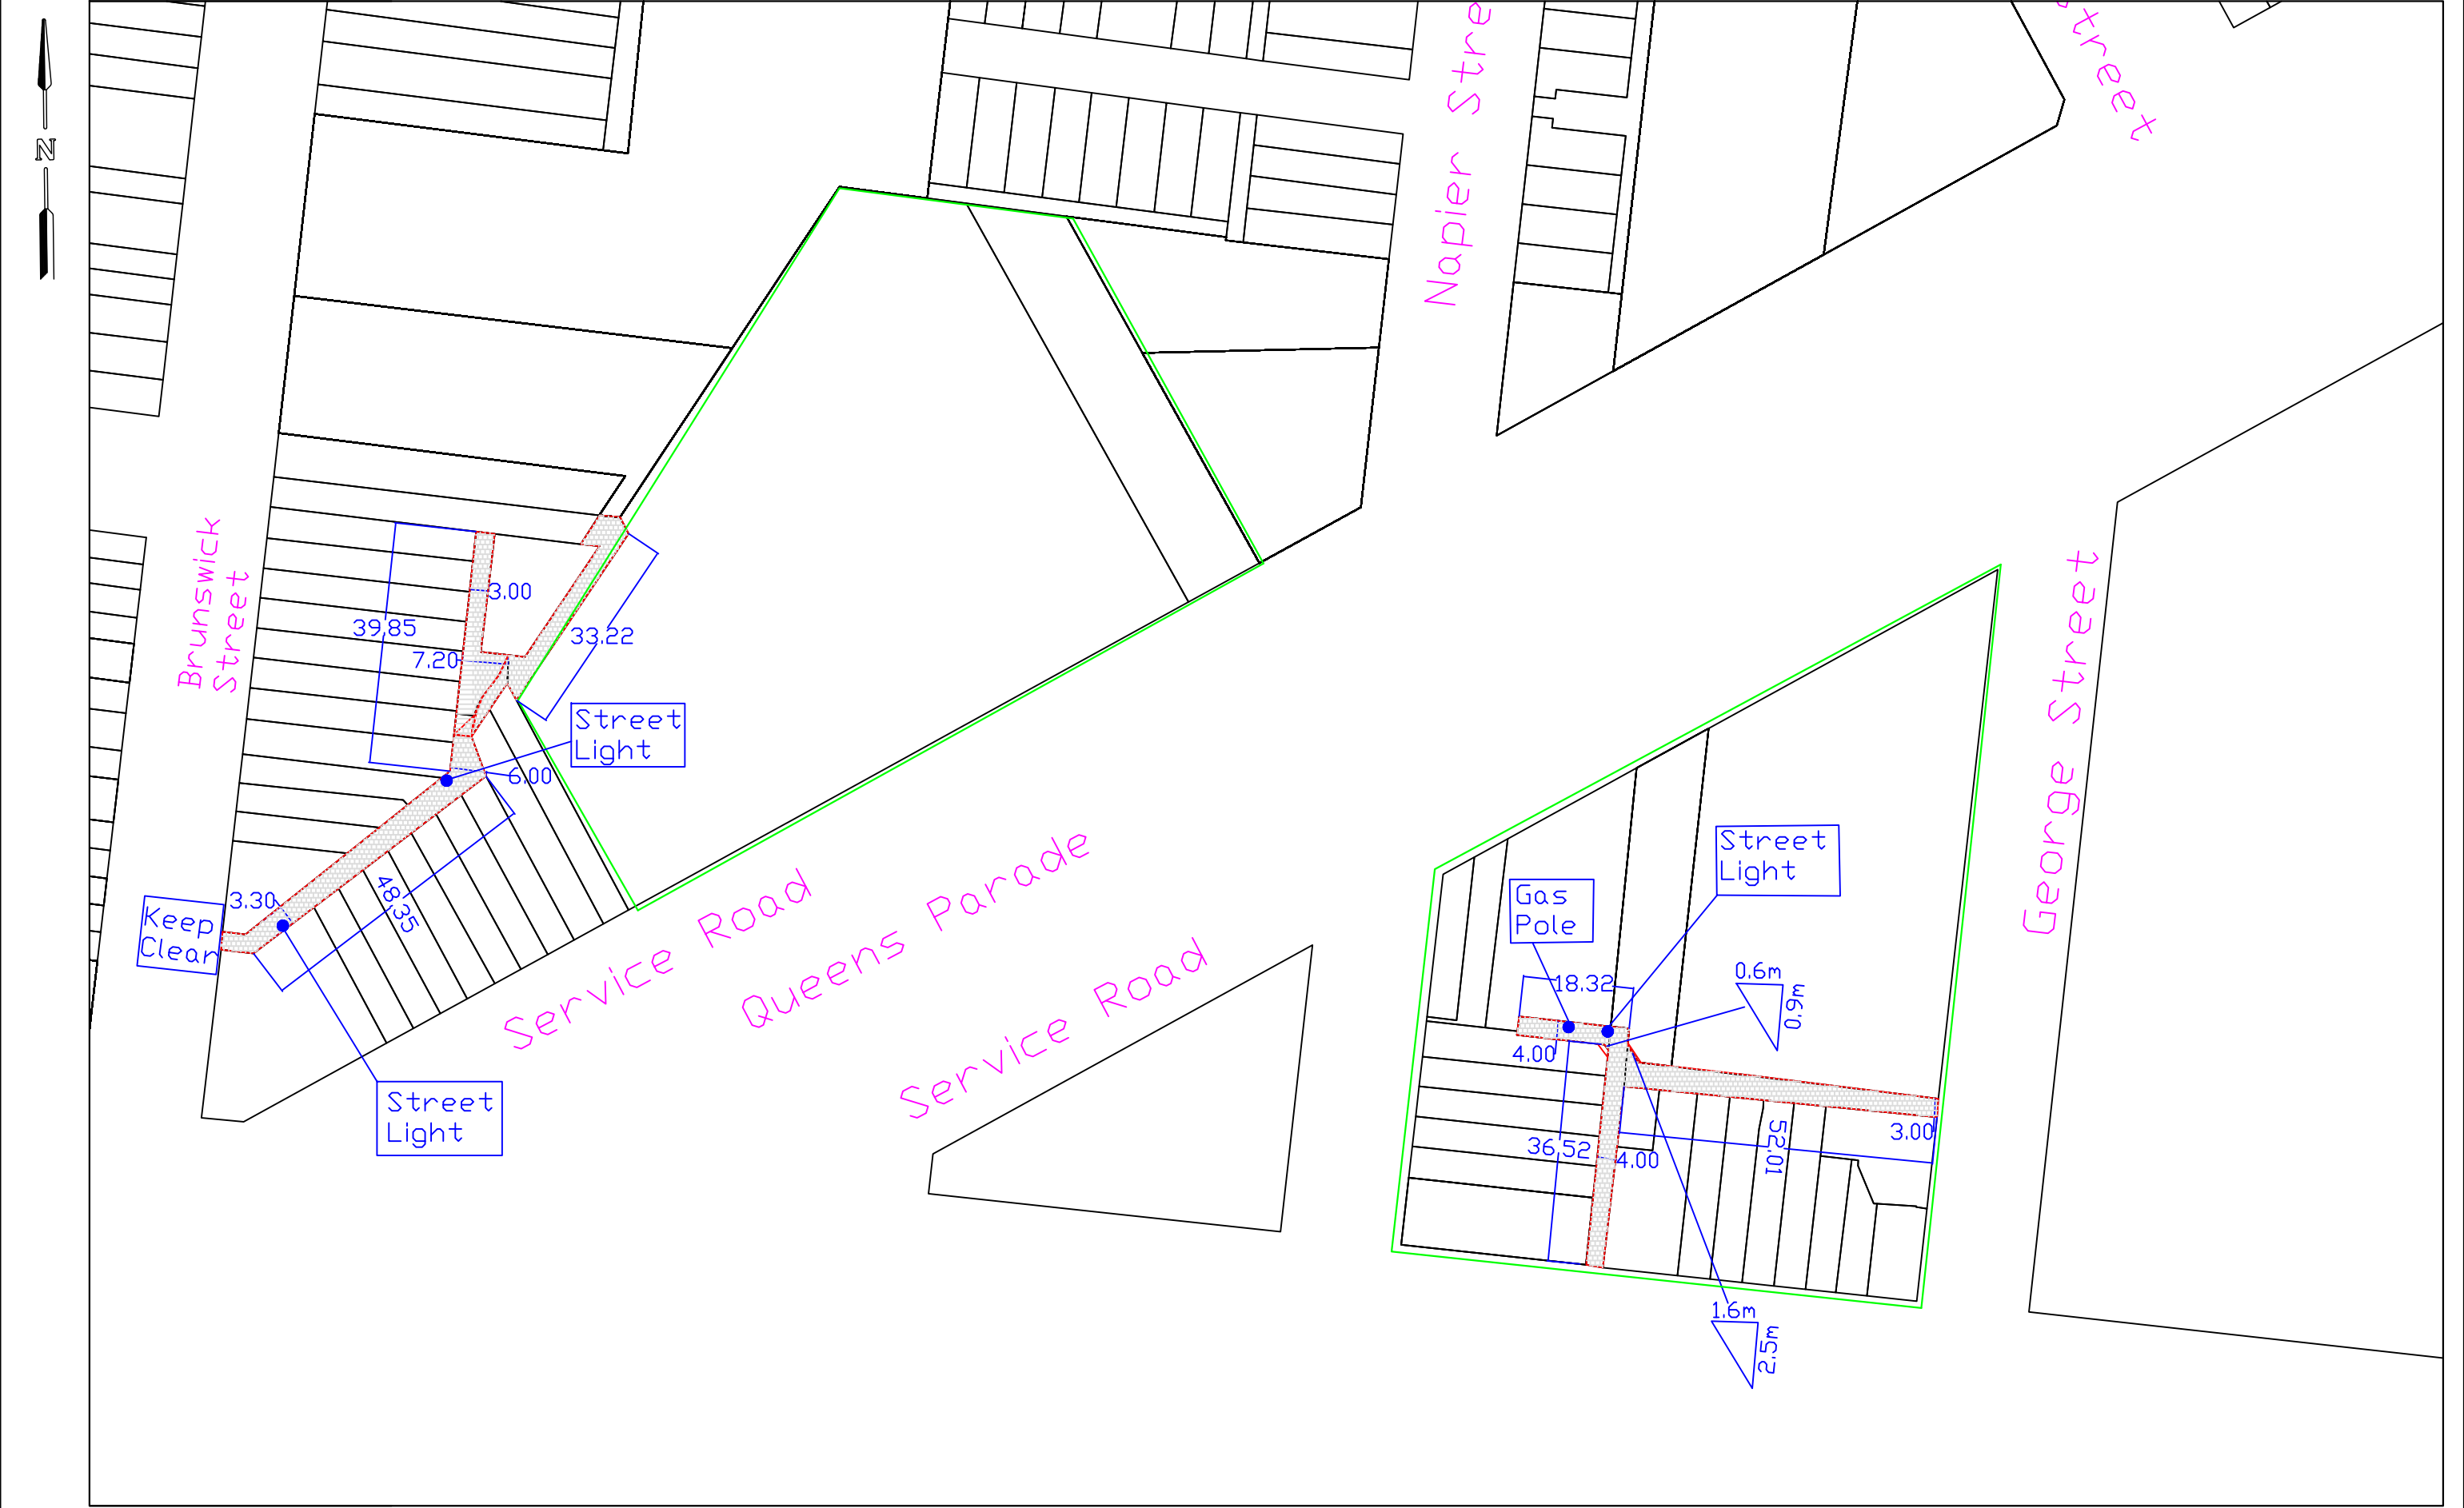 N
Napier Stre
Brunswick
Street
3.00
39.85
33.22
7.20
Street
Light
6.00
48.35
3.30
Keep
Clear
Street
Light
Service Road
Queens Parade
Service Road
George Street
Street
Light
Gas
Pole
18.32
0.6m
0.9m
4.00
36.52
4.00
52.01
3.00
1.6m
2.5m